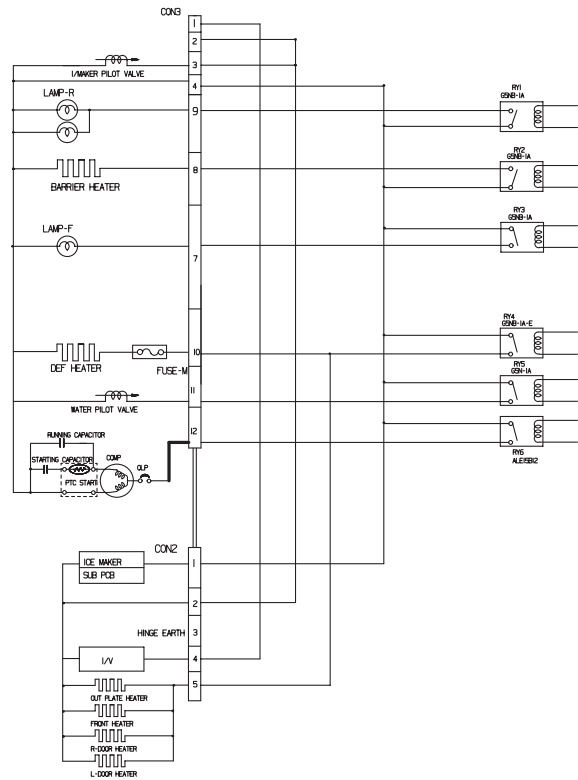 CON3
1
2
3
I/MAKER PILOT VALVE
4
LAMP-R
9
RY1
G5NB-1A
RY2
G5NB-1A
8
BARRIER HEATER
RY3
G5NB-1A
LAMP-F
7
RY4
G5NB-1A-E
10
DEF HEATER
FUSE-M
RY5
G5N-1A
11
WATER PILOT VALVE
12
RUNNING CAPACITOR
STARTING CAPACITOR
COMP
OLP
PTC START
RY6
ALE15B12
CON2
ICE MAKER
SUB PCB
1
2
HINGE EARTH
3
I/V
4
5
OUT PLATE HEATER
FRONT HEATER
R-DOOR HEATER
L-DOOR HEATER